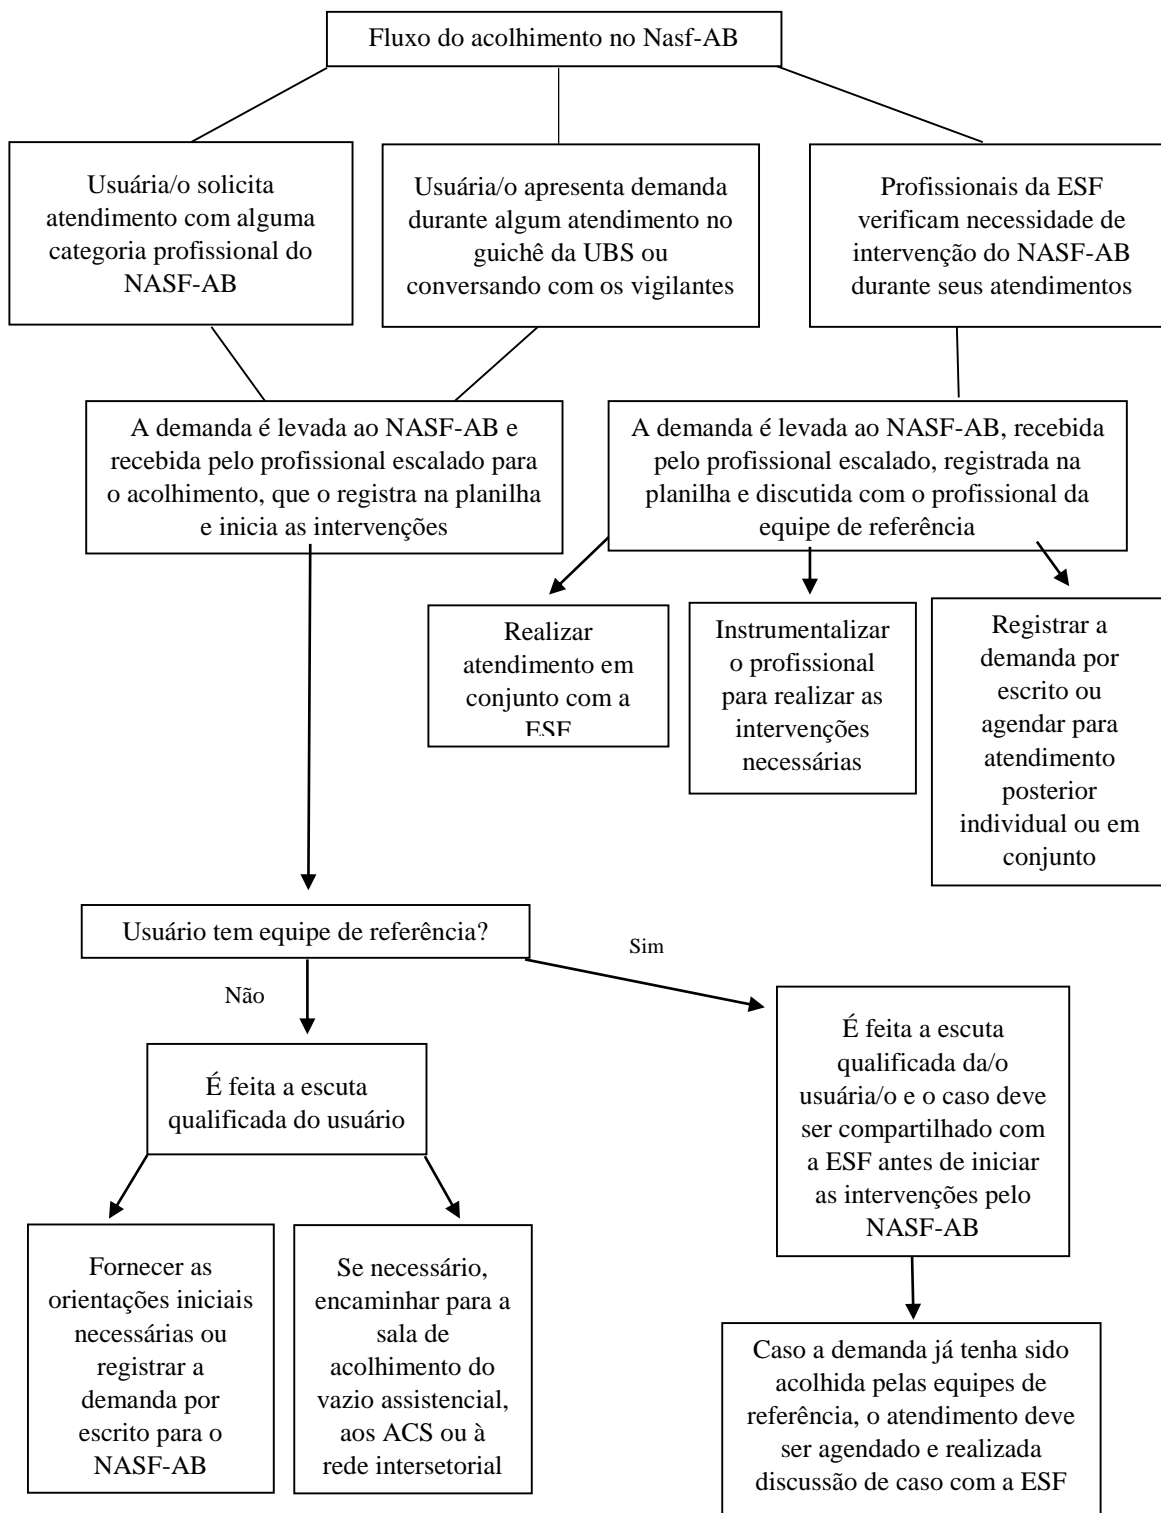 Fluxo do acolhimento no Nasf-AB
Usuária/o solicita
atendimento com alguma
categoria profissional do
NASF-AB
Usuária/o apresenta demanda
durante algum atendimento no
guichê da UBS ou
conversando com os vigilantes
Profissionais da ESF
verificam necessidade de
intervenção do NASF-AB
durante seus atendimentos
A demanda é levada ao NASF-AB e
recebida pelo profissional escalado para
o acolhimento, que o registra na planilha
e inicia as intervenções
A demanda é levada ao NASF-AB, recebida
pelo profissional escalado, registrada na
planilha e discutida com o profissional da
equipe de referência
Realizar
atendimento em
conjunto com a
ESF
Instrumentalizar
o profissional
para realizar as
intervenções
necessárias
Registrar a
demanda por
escrito ou
agendar para
atendimento
posterior
individual ou em
conjunto
Usuário tem equipe de referência?
Sim
Não
É feita a escuta
qualificada do usuário
É feita a escuta
qualificada da/o
usuária/o e o caso deve
ser compartilhado com
a ESF antes de iniciar
as intervenções pelo
NASF-AB
Fornecer as
orientações iniciais
necessárias ou
registrar a
demanda por
escrito para o
NASF-AB
Se necessário,
encaminhar para a
sala de
acolhimento do
vazio assistencial,
aos ACS ou à
rede intersetorial
Caso a demanda já tenha sido
acolhida pelas equipes de
referência, o atendimento deve
ser agendado e realizada
discussão de caso com a ESF